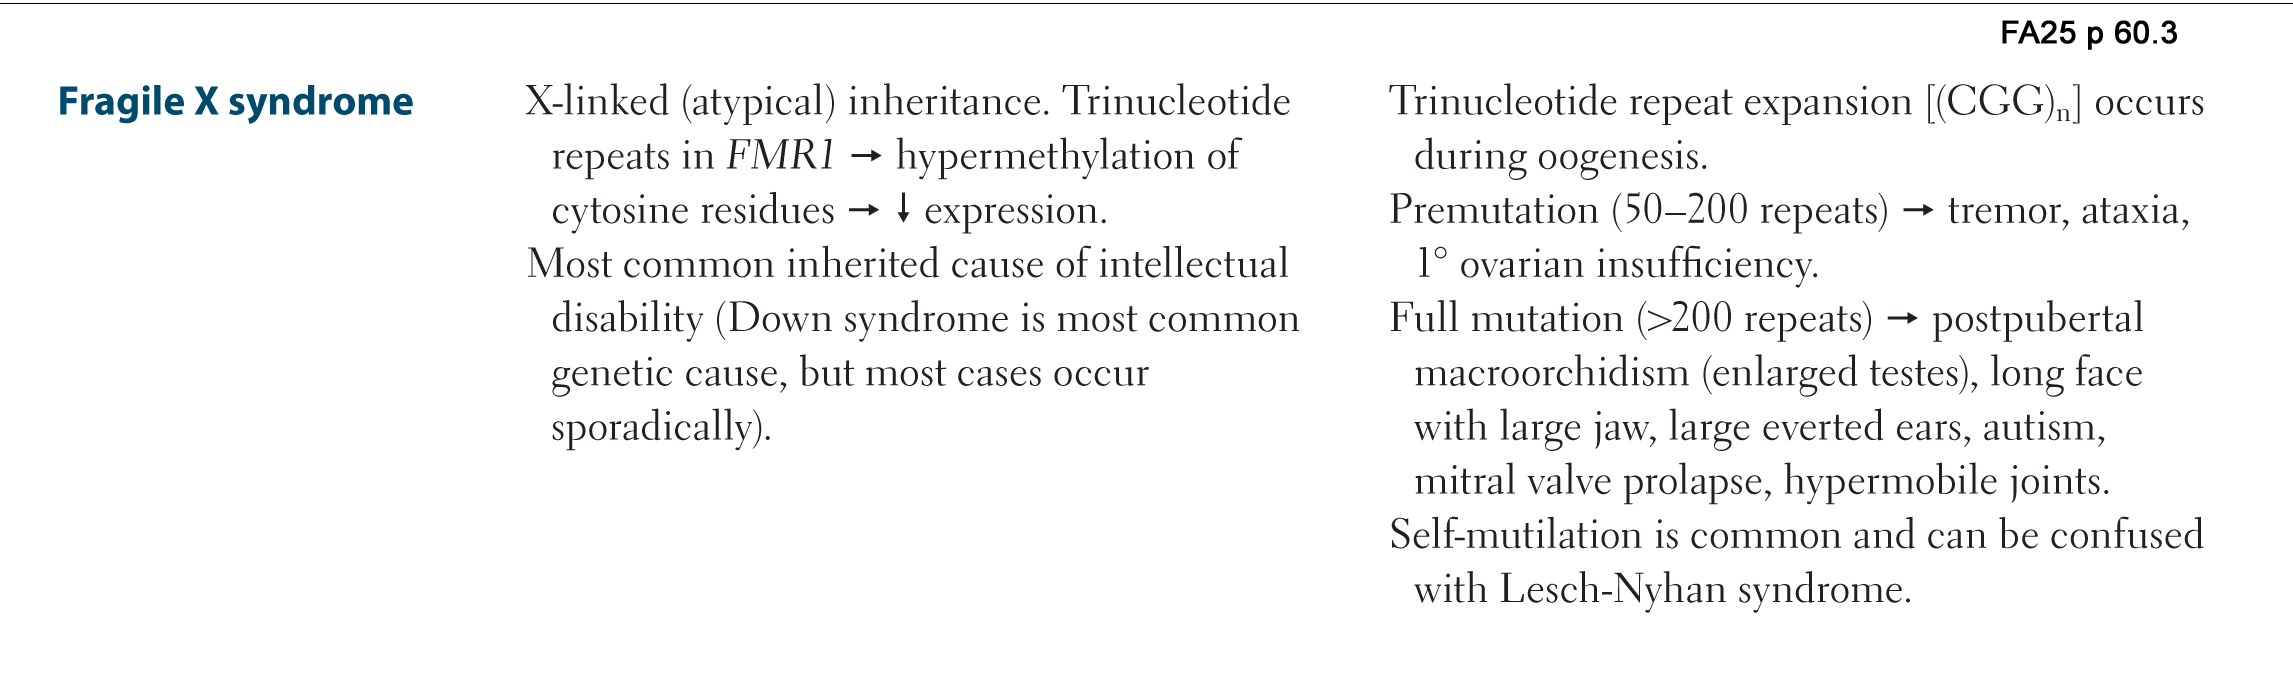 FA25 p 60.3
Fragile X syndrome
X-linked (atypical) inheritance. Trinucleotide
repeats in FMR1 → hypermethylation of
cytosine residues → ↓ expression.
Most common inherited cause of intellectual
disability (Down syndrome is most common
genetic cause, but most cases occur
sporadically).
Trinucleotide repeat expansion [(CGG)n] occurs
during oogenesis.
Premutation (50–200 repeats) → tremor, ataxia,
1° ovarian insufficiency.
Full mutation (>200 repeats) → postpubertal
macroorchidism (enlarged testes), long face
with large jaw, large everted ears, autism,
mitral valve prolapse, hypermobile joints.
Self-mutilation is common and can be confused
with Lesch-Nyhan syndrome.